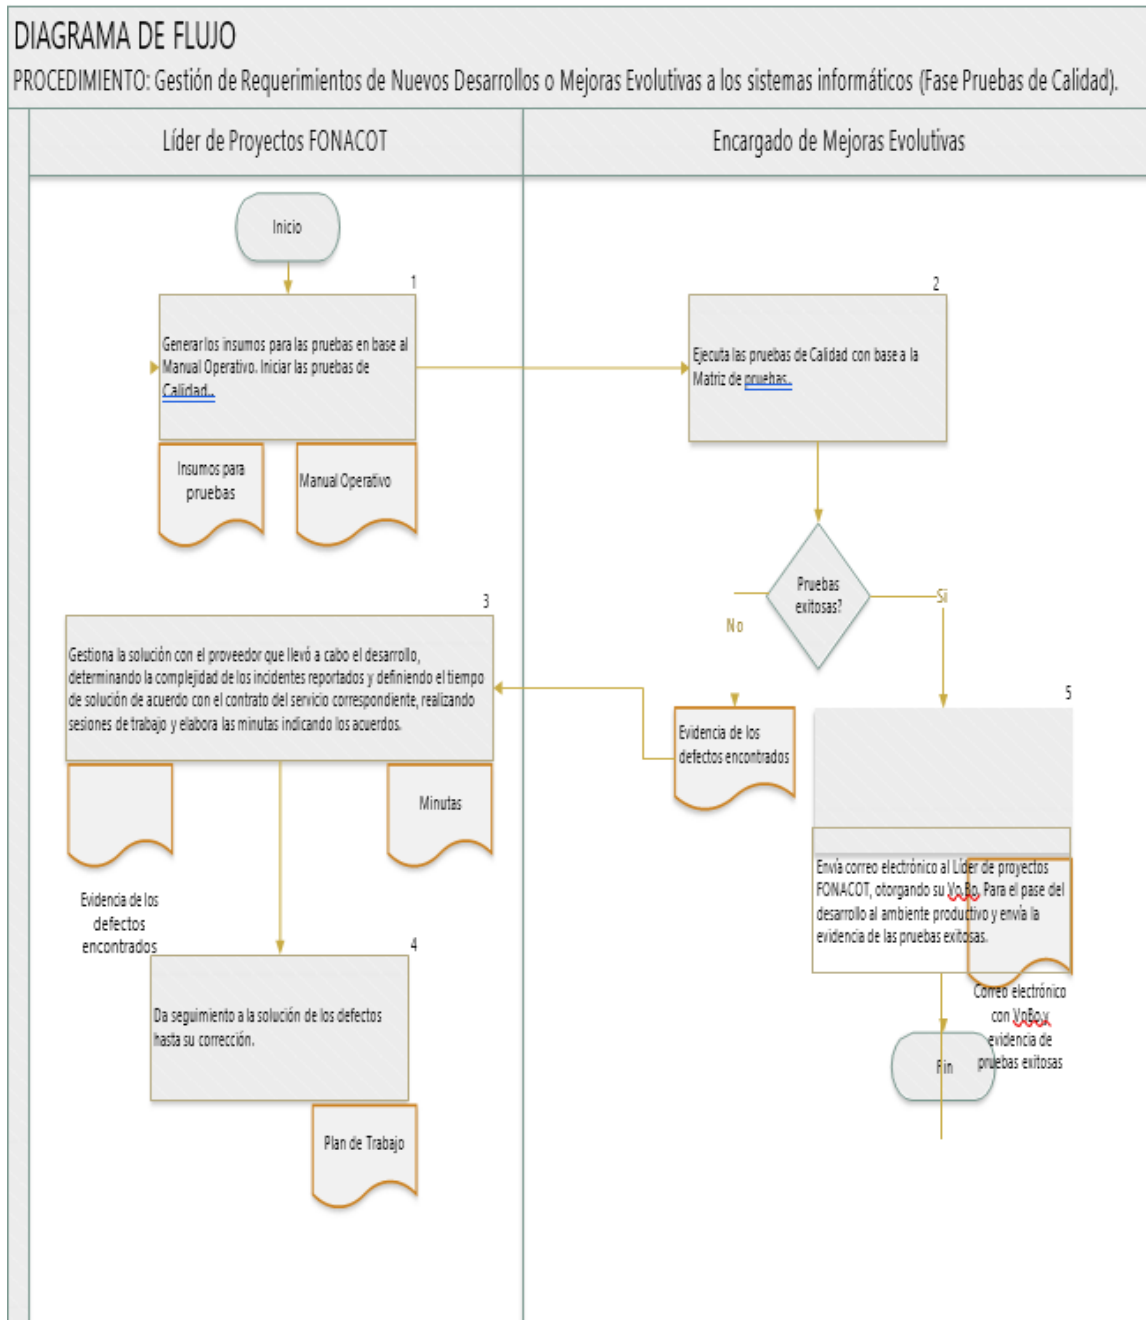 DIAGRAMA DE FLUJO
PROCEDIMIENTO: Gestión de Requerimientos de Nuevos Desarrollos o Mejoras Evolutivas a los sistemas informáticos (Fase Pruebas de Calidad).
Líder de Proyectos FONACOT
Encargado de Mejoras Evolutivas
Inicio
1
Generar los insumos para las pruebas en base al
Manual Operativo. Iniciar las pruebas de
Calidad..
Insumos para
pruebas
Manual Operativo
2
Ejecuta las pruebas de Calidad con base a la
Matriz de pruebas..
Pruebas
exitosas?
No
Si
3
Gestiona la solución con el proveedor que llevó a cabo el desarrollo,
determinando la complejidad de los incidentes reportados y definiendo el tiempo
de solución de acuerdo con el contrato del servicio correspondiente, realizando
sesiones de trabajo y elabora las minutas indicando los acuerdos.
Minutas
Evidencia de los
defectos
encontrados
Evidencia de los
defectos encontrados
4
Da seguimiento a la solución de los defectos
hasta su corrección.
Plan de Trabajo
5
Envía correo electrónico al Líder de proyectos
FONACOT, otorgando su Vo.Bo. Para el pase del
desarrollo al ambiente productivo y envía la
evidencia de las pruebas exitosas.
Correo electrónico
con VoBo y
evidencia de
pruebas exitosas
Fin